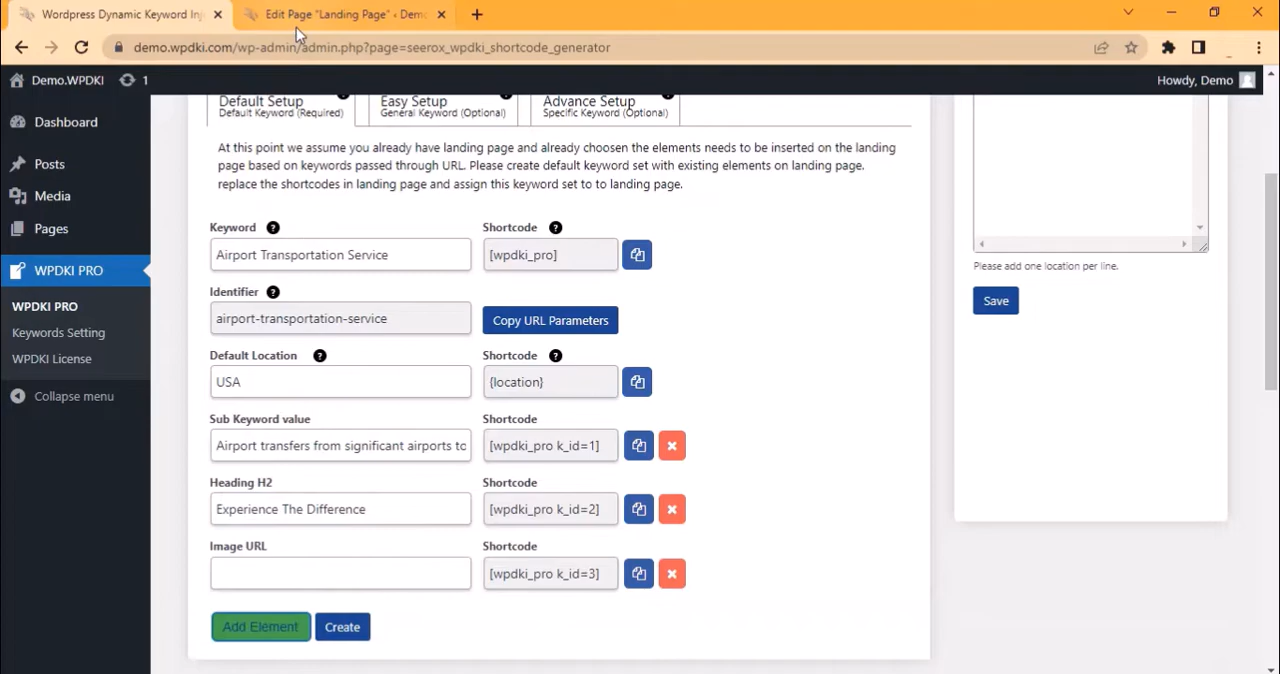 Wordpress Dynamic Keyword Inj
Edit Page "Landing Page" ‹ Demo
demo.wpdki.com/wp-admin/admin.php?page=seerox_wpdki_shortcode_generator
Demo.WPDKI
1
Howdy, Demo
Dashboard
Posts
Media
Pages
WPDKI PRO
WPDKI PRO
Keywords Setting
WPDKI License
Collapse menu
Default Setup
Default Keyword (Required)
Easy Setup
General Keyword (Optional)
Advance Setup
Specific Keyword (Optional)
At this point we assume you already have landing page and already choosen the elements needs to be inserted on the landing
page based on keywords passed through URL. Please create default keyword set with existing elements on landing page.
replace the shortcodes in landing page and assign this keyword set to to landing page.
Keyword ?
Shortcode ?
Airport Transportation Service
[wpdki_pro]
Identifier ?
airport-transportation-service
Copy URL Parameters
Default Location ?
Shortcode ?
USA
{location}
Sub Keyword value
Shortcode
Airport transfers from significant airports to
[wpdki_pro k_id=1]
Heading H2
Shortcode
Experience The Difference
[wpdki_pro k_id=2]
Image URL
Shortcode
[wpdki_pro k_id=3]
Add Element
Create
Please add one location per line.
Save